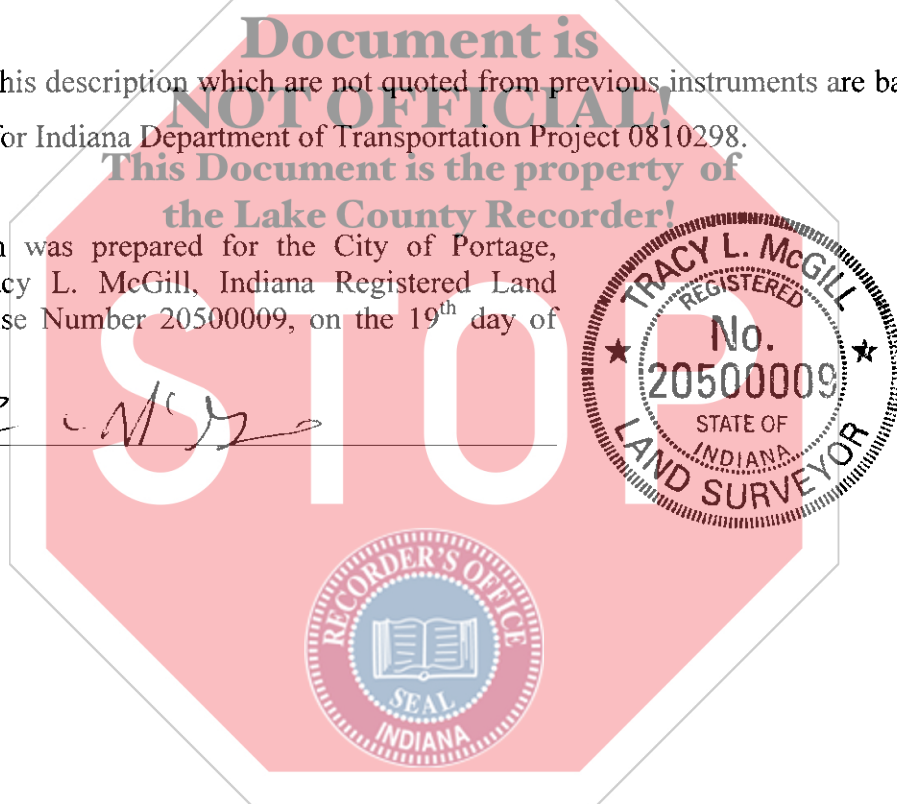 Document is
his description which are not quoted from previous instruments are ba
NOT OFFICIAL!
or Indiana Department of Transportation Project 0810298.
This Document is the property of
the Lake County Recorder!
n was prepared for the City of Portage,
cy L. McGill, Indiana Registered Land
se Number 20500009, on the 19th day of
STOP
TRACY L. McGILL
REGISTERED
No.
20500009
STATE OF
INDIANA
LAND SURVEYOR
RECORDER'S OFFICE
SEAL
INDIANA